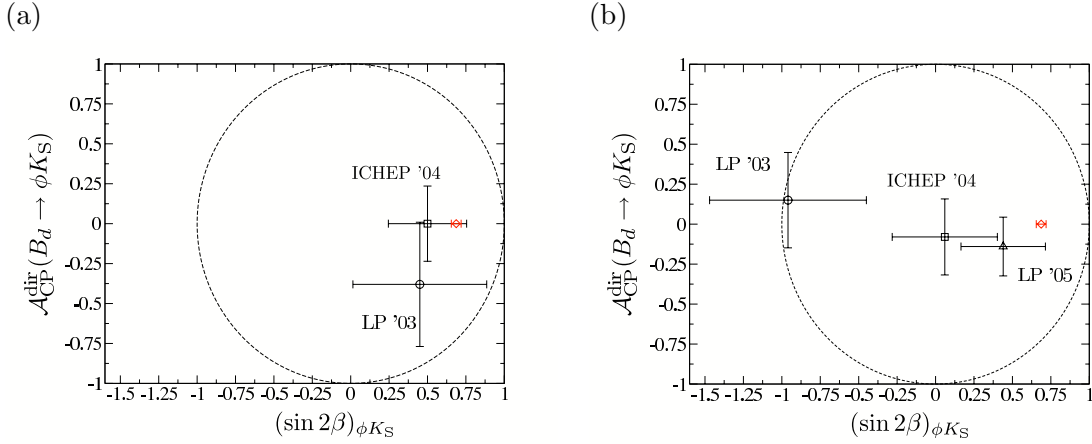 (a)
1
0.75
0.5
0.25
0
-0.25
-0.5
-0.75
-1
-1.5 -1.25 -1 -0.75 -0.5 -0.25 0 0.25 0.5 0.75 1
A_CP^dir(B_d → φK_S)
(sin 2β)_φK_S
ICHEP '04
LP '03
(b)
1
0.75
0.5
0.25
0
-0.25
-0.5
-0.75
-1
-1.5 -1.25 -1 -0.75 -0.5 -0.25 0 0.25 0.5 0.75 1
A_CP^dir(B_d → φK_S)
(sin 2β)_φK_S
LP '03
ICHEP '04
LP '05